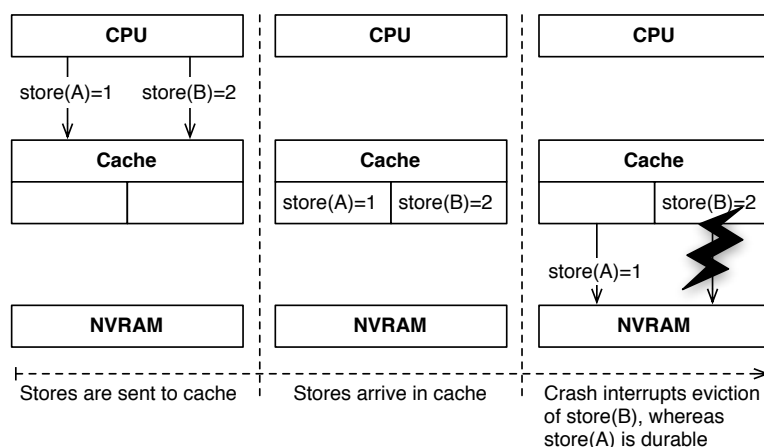 CPU
store(A)=1
store(B)=2
Cache
NVRAM
Stores are sent to cache
CPU
Cache
store(A)=1
store(B)=2
NVRAM
Stores arrive in cache
CPU
Cache
store(B)=2
store(A)=1
NVRAM
Crash interrupts eviction
of store(B), whereas
store(A) is durable